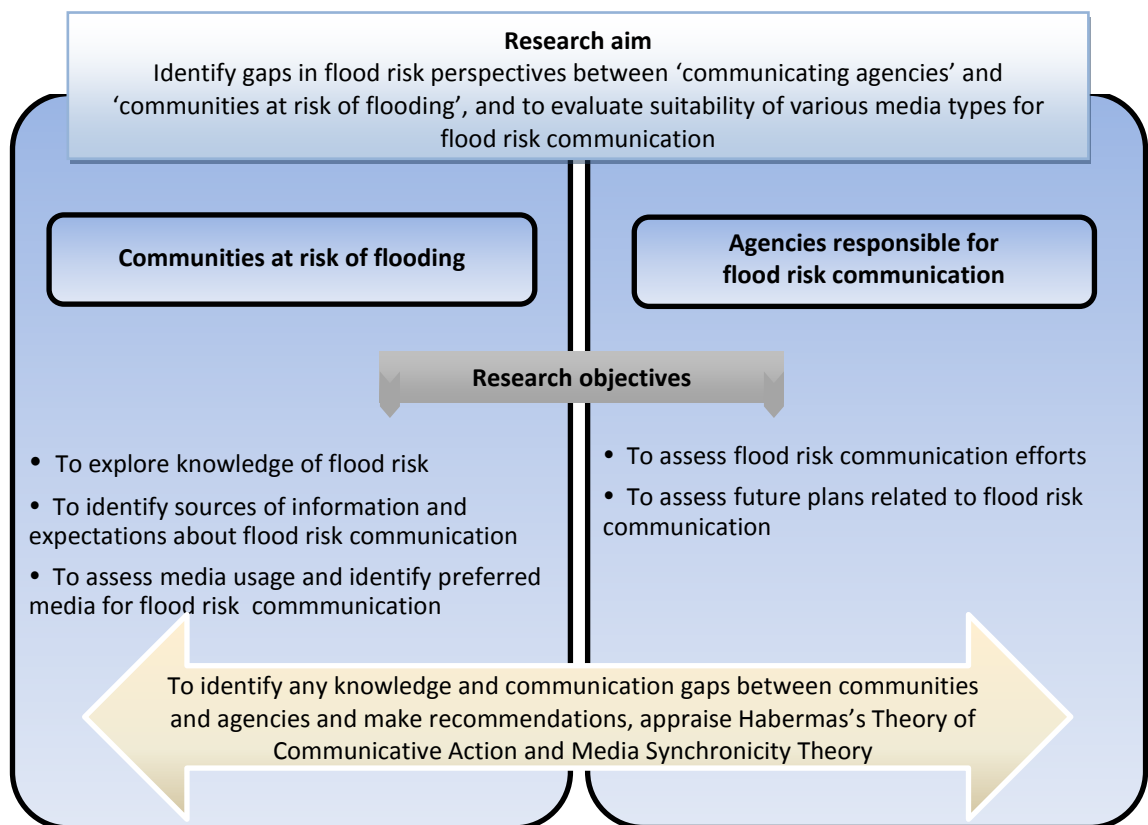 Research aim
Identify gaps in flood risk perspectives between ‘communicating agencies’ and
‘communities at risk of flooding’, and to evaluate suitability of various media types for
flood risk communication
Communities at risk of flooding
Agencies responsible for
flood risk communication
Research objectives
• To explore knowledge of flood risk
• To identify sources of information and
expectations about flood risk communication
• To assess media usage and identify preferred
media for flood risk commmunication
• To assess flood risk communication efforts
• To assess future plans related to flood risk
communication
To identify any knowledge and communication gaps between communities
and agencies and make recommendations, appraise Habermas’s Theory of
Communicative Action and Media Synchronicity Theory